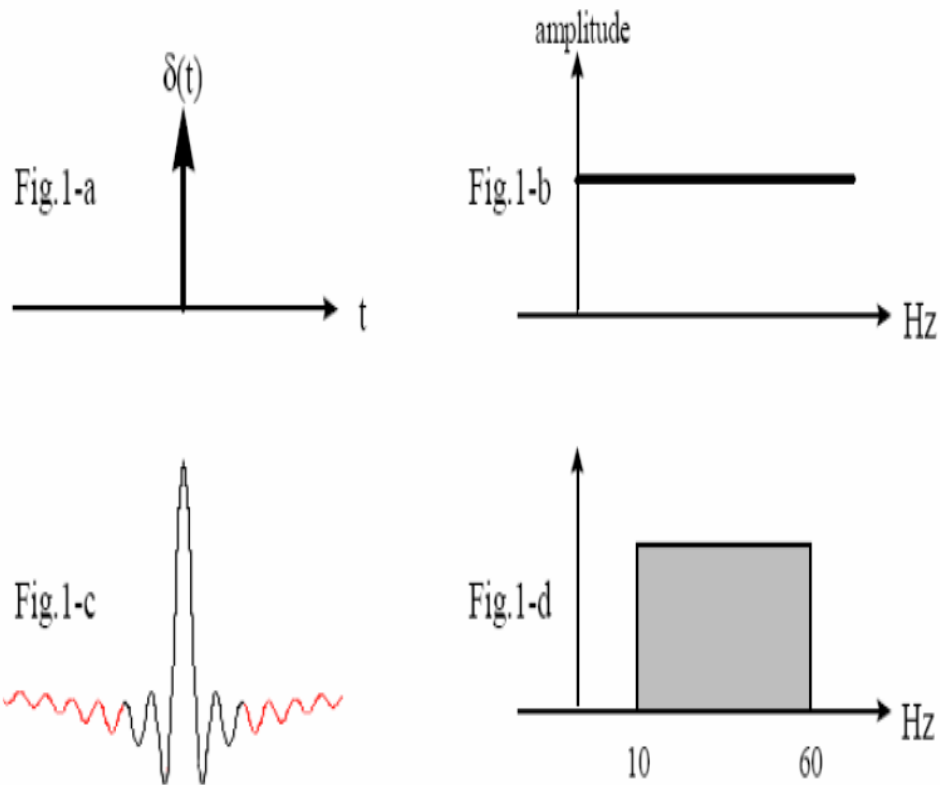 δ(t)
Fig.1-a
t
amplitude
Fig.1-b
Hz
Fig.1-c
Fig.1-d
Hz
10 60